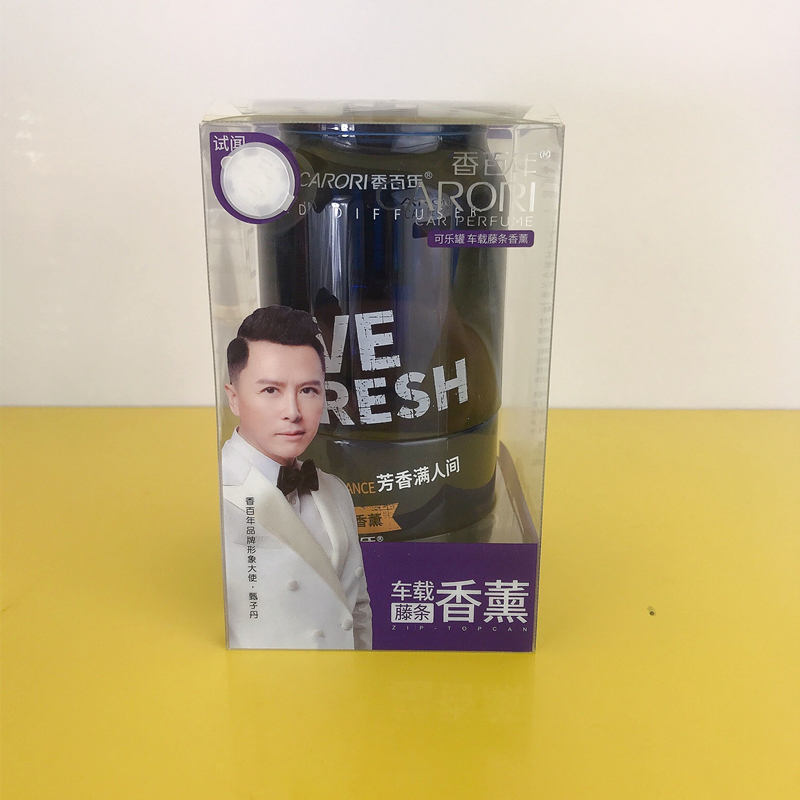 试闻
CARORI香百年®
DIFFUSER
香百年
CARORI
CAR PERFUME
可乐罐 车载藤条香薰
VE
RESH
ANCE 芳香满人间
香薰
香百年品牌形象大使·甄子丹
车载
藤条
香薰
ZIP-TOPCAN